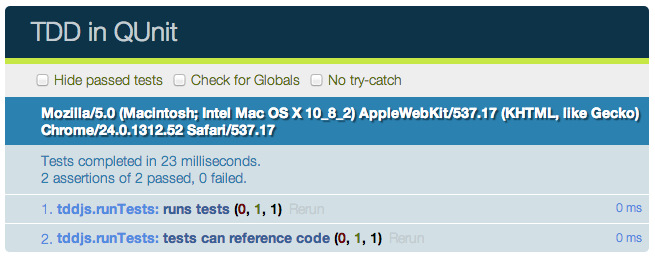 TDD in QUnit
Hide passed tests Check for Globals No try-catch
Mozilla/5.0 (Macintosh; Intel Mac OS X 10_8_2) AppleWebKit/537.17 (KHTML, like Gecko)
Chrome/24.0.1312.52 Safari/537.17
Tests completed in 23 milliseconds.
2 assertions of 2 passed, 0 failed.
1. tddjs.runTests: runs tests (0, 1, 1) Rerun 0 ms
2. tddjs.runTests: tests can reference code (0, 1, 1) Rerun 0 ms